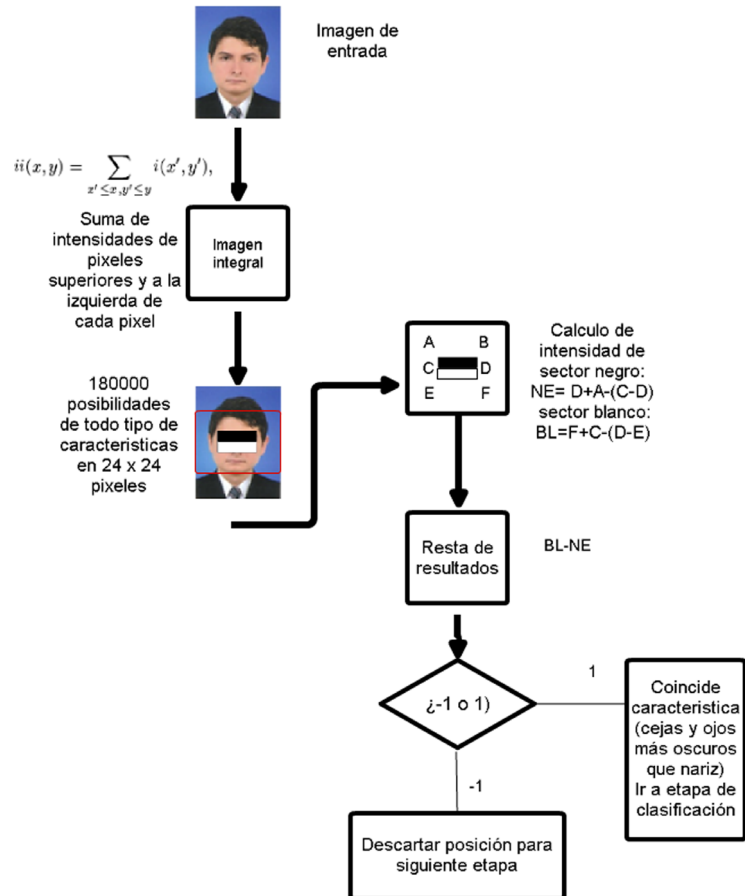 Imagen de
entrada
ii(x, y) = ∑ i(x′, y′),
x′≤x,y′≤y
Suma de
intensidades de
pixeles
superiores y a la
izquierda de
cada pixel
Imagen
integral
180000
posibilidades
de todo tipo de
caracteristicas
en 24 x 24
pixeles
A B
C D
E F
Calculo de
intensidad de
sector negro:
NE= D+A-(C-D)
sector blanco:
BL=F+C-(D-E)
Resta de
resultados
BL-NE
¿-1 o 1)
1
Coincide
caracteristica
(cejas y ojos
más oscuros
que nariz)
Ir a etapa de
clasificación
-1
Descartar posición para
siguiente etapa